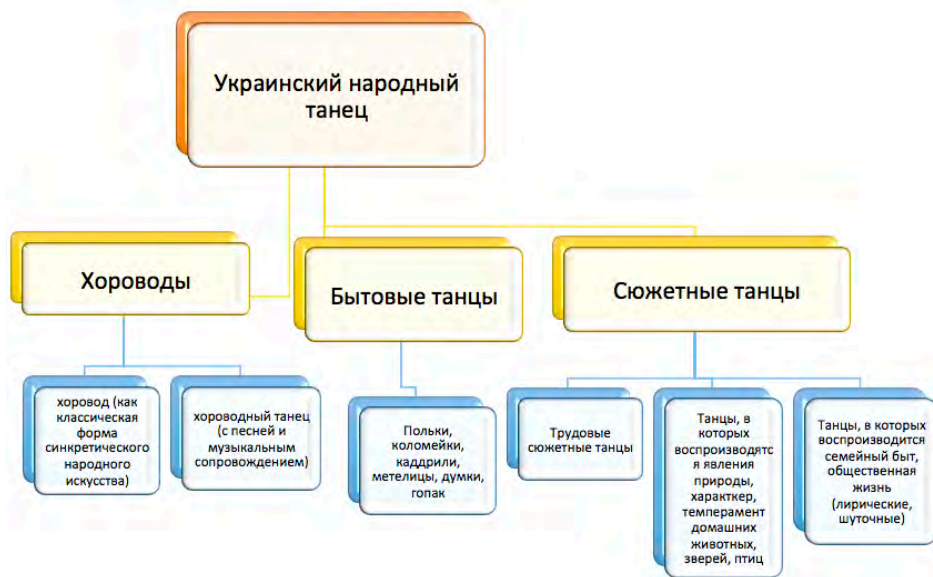 Украинский народный
танец
Хороводы
Бытовые танцы
Сюжетные танцы
хоровод (как
классическая
форма
синкретического
народного
искусства)
хороводный танец
(с песней и
музыкальным
сопровождением)
Польки,
коломейки,
каддрили,
метелицы, думки,
гопак
Трудовые
сюжетные танцы
Танцы, в
которых
воспроизводятс
я явления
природы,
характкер,
темперамент
домашних
животных,
зверей, птиц
Танцы, в которых
воспроизводится
семейный быт,
общественная
жизнь
(лирические,
шуточные)